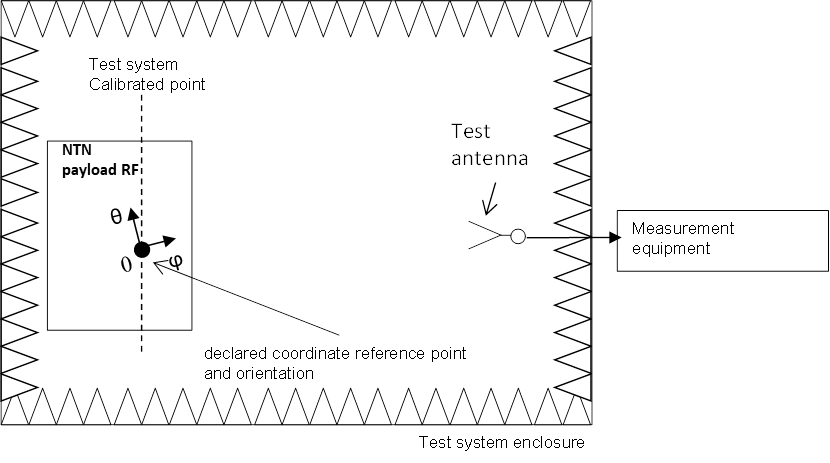 Test system
Calibrated point
NTN
payload RF
θ
0
φ
Test
antenna
Measurement
equipment
declared coordinate reference point
and orientation
Test system enclosure